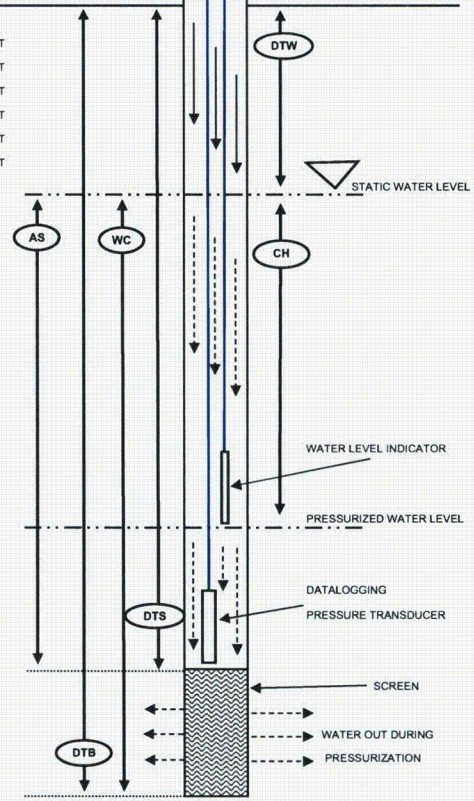 T
DTW
T
T
T
T
T
STATIC WATER LEVEL
AS
WC
CH
WATER LEVEL INDICATOR
PRESSURIZED WATER LEVEL
DATALOGGING
DTS
PRESSURE TRANSDUCER
SCREEN
WATER OUT DURING
DTB
PRESSURIZATION